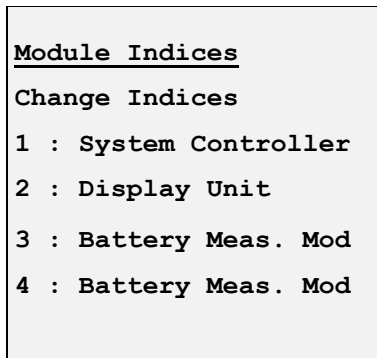 Module Indices
Change Indices
1 : System Controller
2 : Display Unit
3 : Battery Meas. Mod
4 : Battery Meas. Mod